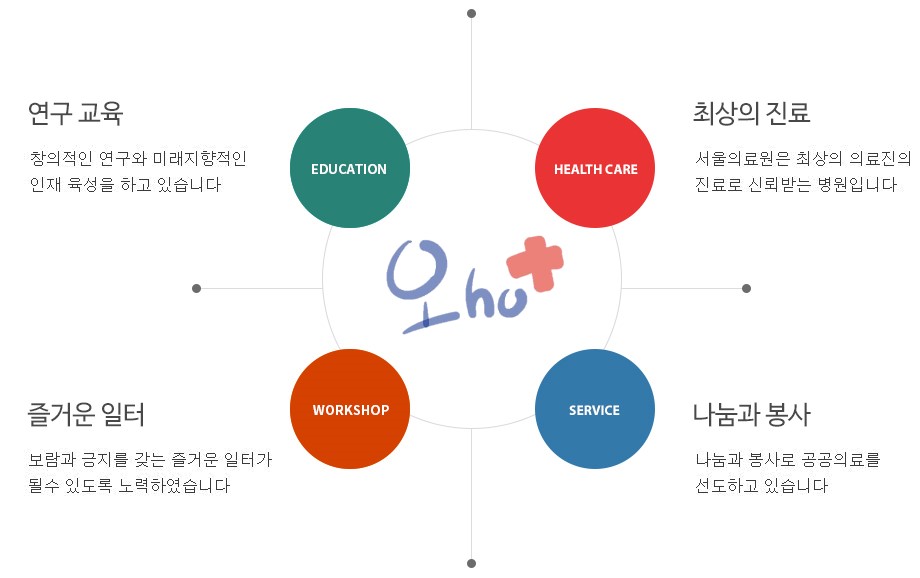 연구 교육
창의적인 연구와 미래지향적인
인재 육성을 하고 있습니다
EDUCATION
최상의 진료
서울의료원은 최상의 의료진의
진료로 신뢰받는 병원입니다
HEALTH CARE
오hu
즐거운 일터
보람과 긍지를 갖는 즐거운 일터가
될수 있도록 노력하였습니다
WORKSHOP
나눔과 봉사
나눔과 봉사로 공공의료를
선도하고 있습니다
SERVICE